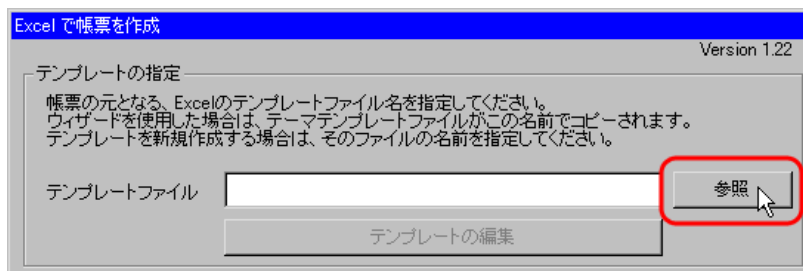 Excel で帳票を作成
Version 1.22
テンプレートの指定
帳票の元となる、Excelのテンプレートファイル名を指定してください。
ウィザードを使用した場合は、テーマテンプレートファイルがこの名前でコピーされます。
テンプレートを新規作成する場合は、そのファイルの名前を指定してください。
テンプレートファイル
参照
テンプレートの編集